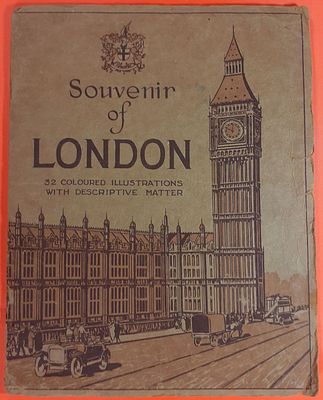 Souvenir
of
LONDON
32 COLOURED ILLUSTRATIONS
WITH DESCRIPTIVE MATTER